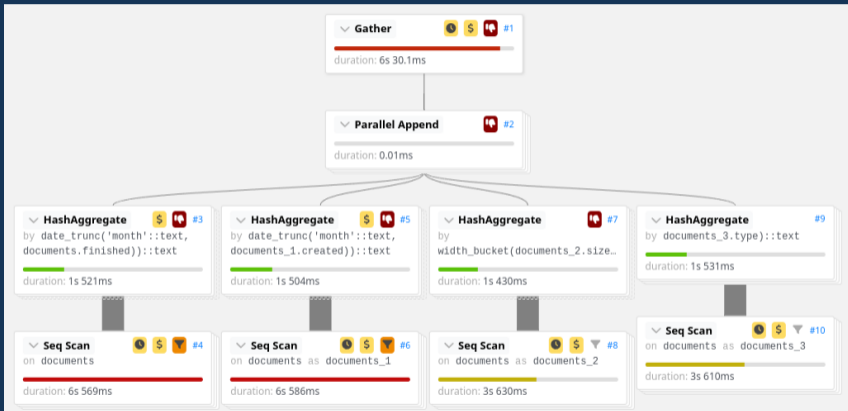 Gather $ #1
duration: 6s 30.1ms
Parallel Append #2
duration: 0.01ms
HashAggregate $ #3
by date_trunc('month'::text,
documents.finished))::text
duration: 1s 521ms
HashAggregate $ #5
by date_trunc('month'::text,
documents_1.created))::text
duration: 1s 504ms
HashAggregate #7
by
width_bucket(documents_2.size…
duration: 1s 430ms
HashAggregate #9
by documents_3.type)::text
duration: 1s 531ms
Seq Scan $ #4
on documents
duration: 6s 569ms
Seq Scan $ #6
on documents as documents_1
duration: 6s 586ms
Seq Scan $ #8
on documents as documents_2
duration: 3s 630ms
Seq Scan $ #10
on documents as documents_3
duration: 3s 610ms